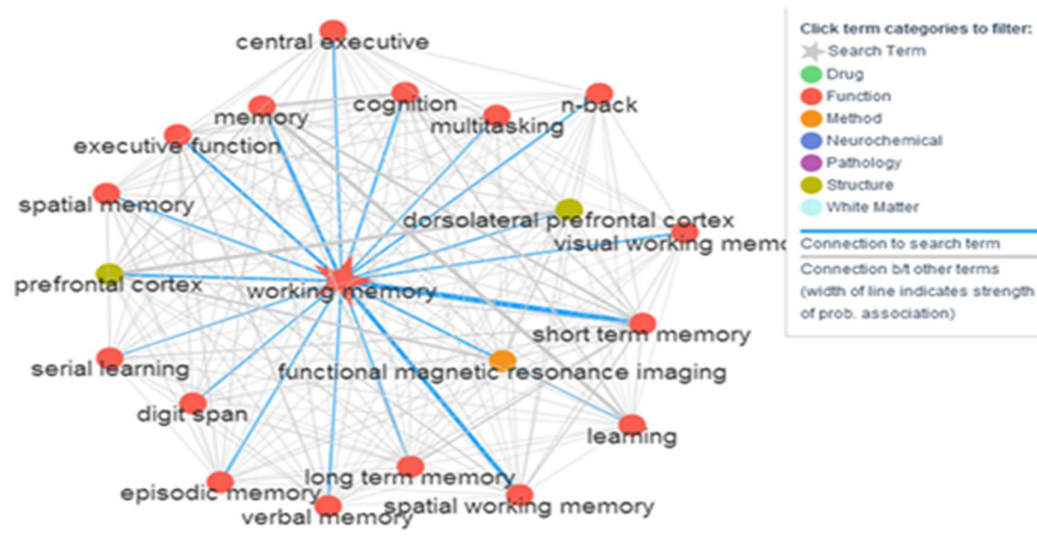 central executive
cognition
n-back
memory
multitasking
executive function
spatial memory
dorsolateral prefrontal cortex
visual working memo
prefrontal cortex
working memory
short term memory
serial learning
functional magnetic resonance imaging
digit span
learning
long term memory
episodic memory
spatial working memory
verbal memory
Click term categories to filter:
Search Term
Drug
Function
Method
Neurochemical
Pathology
Structure
White Matter
Connection to search term
Connection b/t other terms
(width of line indicates strength
of prob. association)